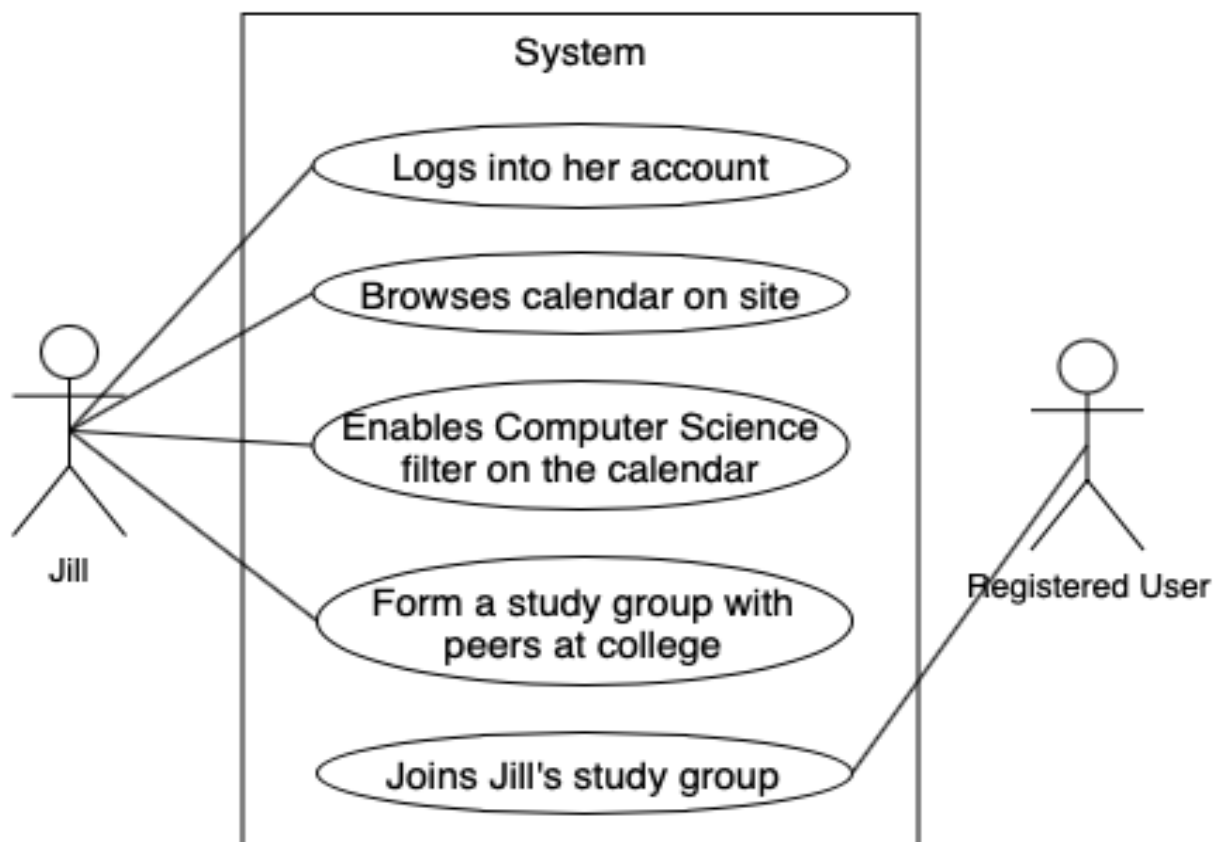 System
Logs into her account
Browses calendar on site
Enables Computer Science
filter on the calendar
Jill
Registered User
Form a study group with
peers at college
Joins Jill's study group